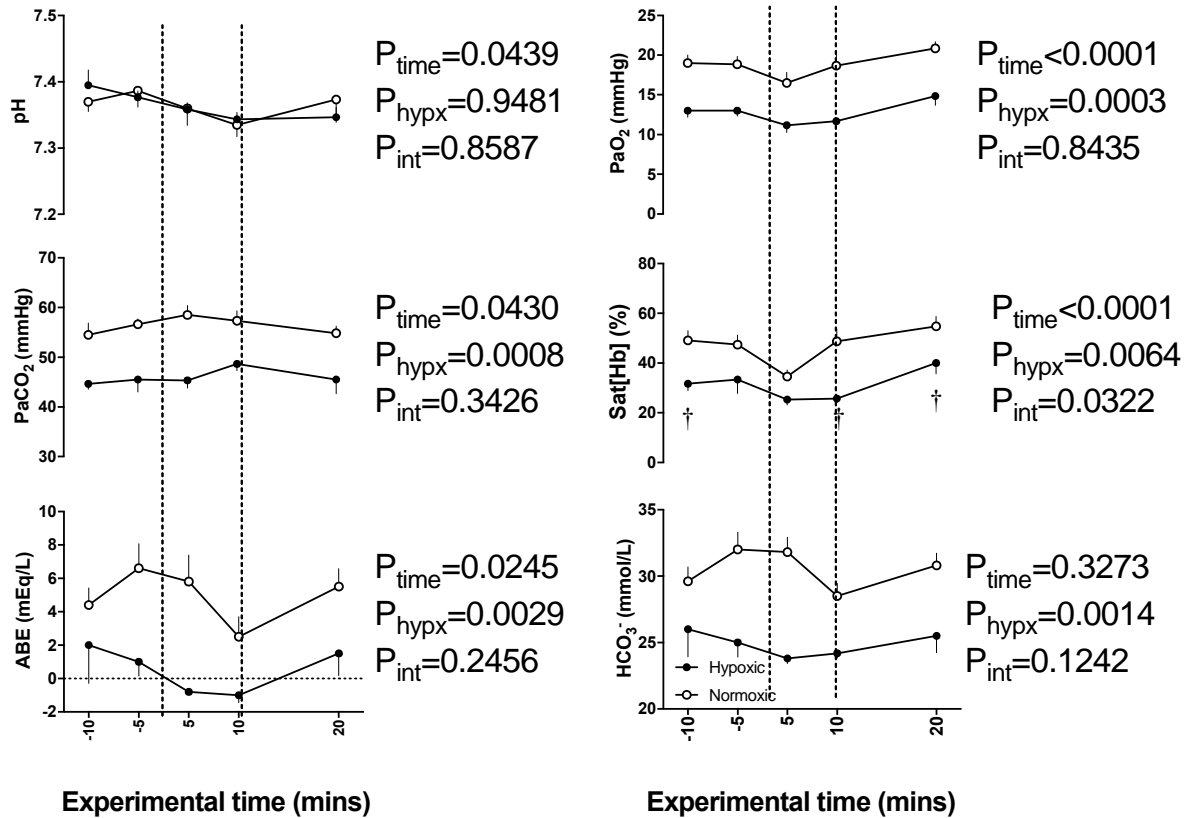 7.5
7.4
7.3
7.2
pH
P_time=0.0439
P_hypx=0.9481
P_int=0.8587
25
20
15
10
5
0
PaO₂ (mmHg)
P_time<0.0001
P_hypx=0.0003
P_int=0.8435
70
60
50
40
30
PaCO₂ (mmHg)
P_time=0.0430
P_hypx=0.0008
P_int=0.3426
80
60
40
20
0
Sat[Hb] (%)
† † †
P_time<0.0001
P_hypx=0.0064
P_int=0.0322
10
8
6
4
2
0
-2
ABE (mEq/L)
-10 -5 5 10 20
P_time=0.0245
P_hypx=0.0029
P_int=0.2456
Experimental time (mins)
35
30
25
20
HCO₃⁻ (mmol/L)
Hypoxic
Normoxic
-10 -5 5 10 20
P_time=0.3273
P_hypx=0.0014
P_int=0.1242
Experimental time (mins)